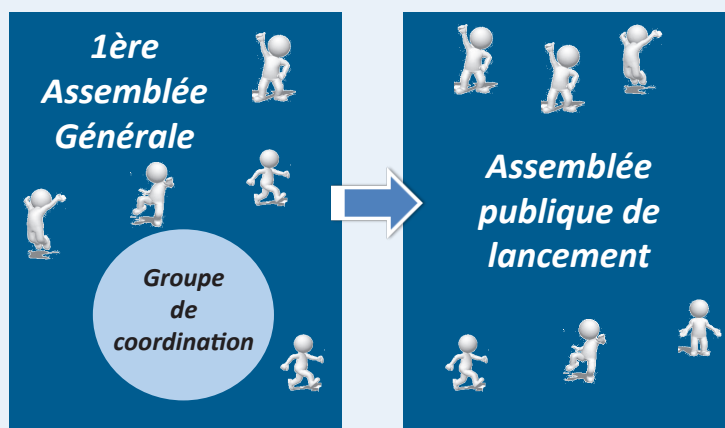 1ère
Assemblée
Générale
Groupe
de
coordination
Assemblée
publique de
lancement